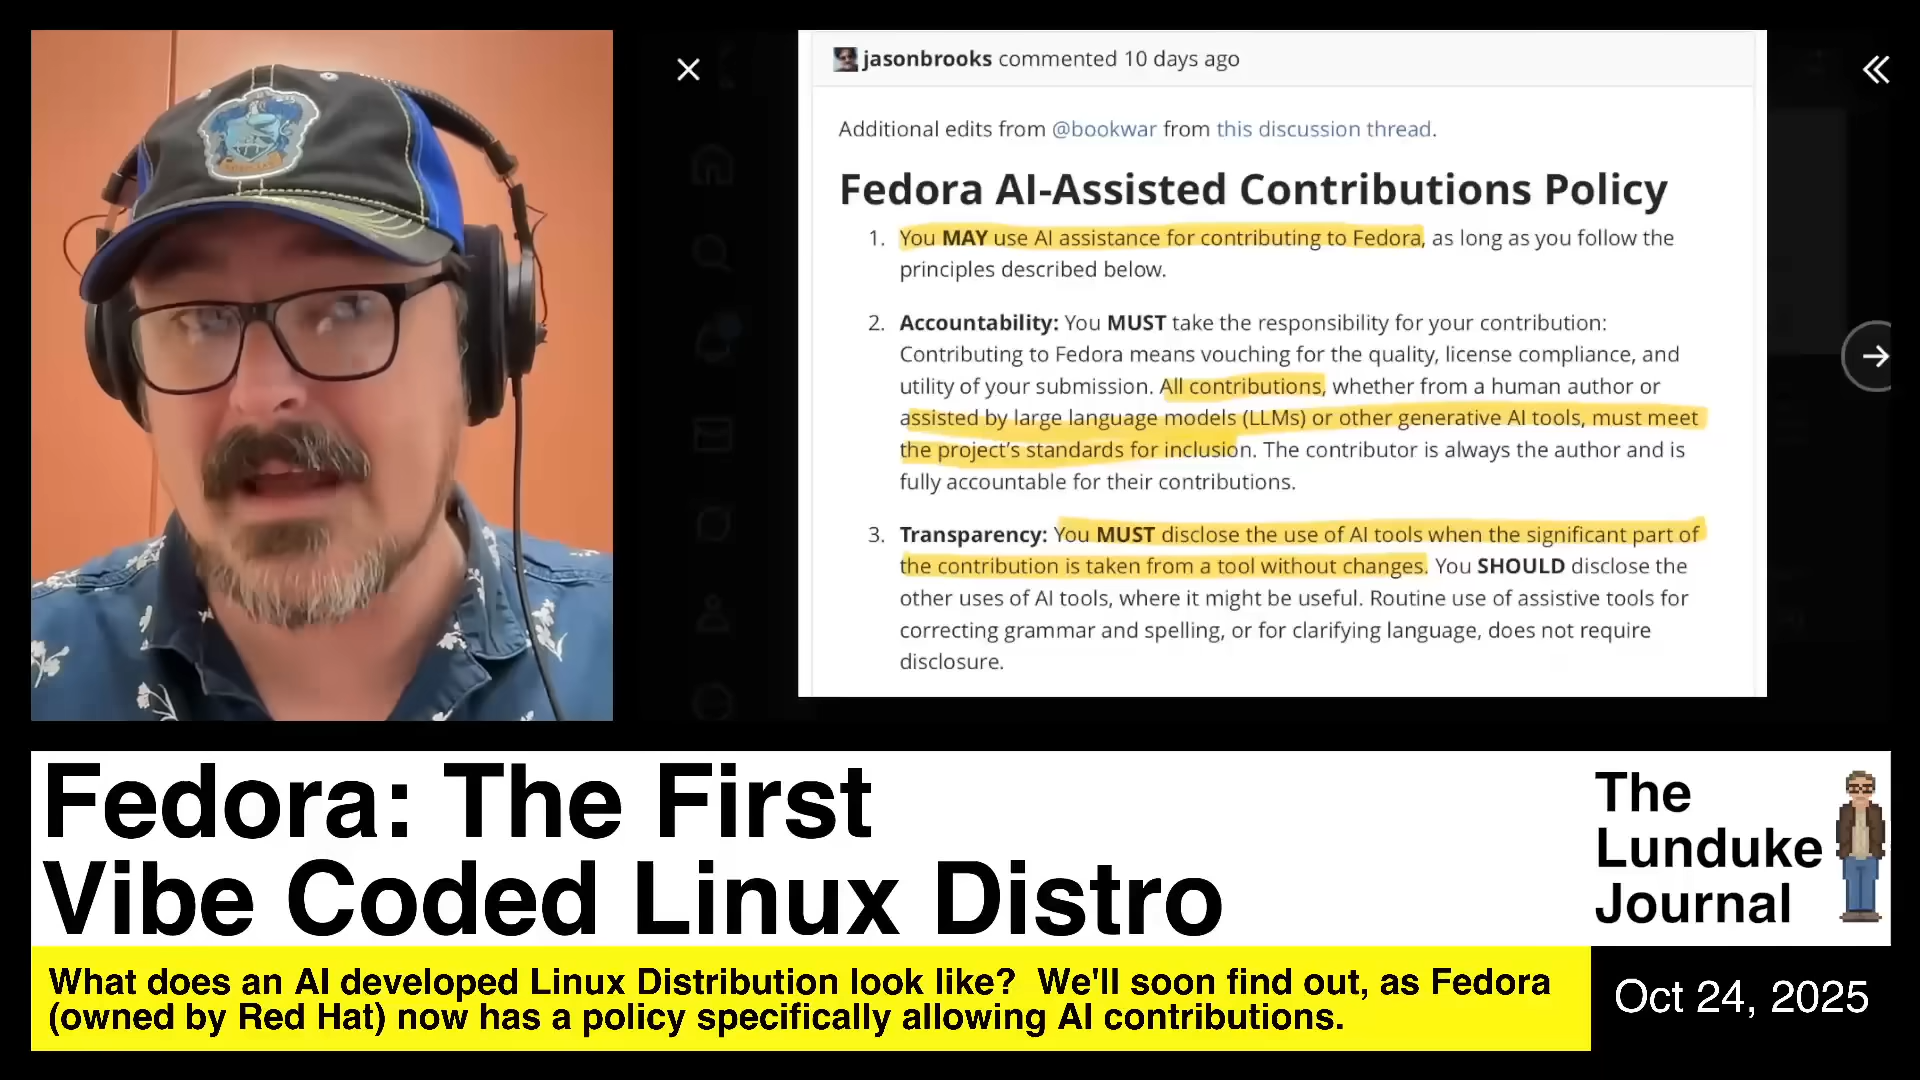 jasonbrooks commented 10 days ago
Additional edits from @bookwar from this discussion thread.
Fedora AI-Assisted Contributions Policy
1. You MAY use AI assistance for contributing to Fedora, as long as you follow the
principles described below.
2. Accountability: You MUST take the responsibility for your contribution:
Contributing to Fedora means vouching for the quality, license compliance, and
utility of your submission. All contributions, whether from a human author or
assisted by large language models (LLMs) or other generative AI tools, must meet
the project's standards for inclusion. The contributor is always the author and is
fully accountable for their contributions.
3. Transparency: You MUST disclose the use of AI tools when the significant part of
the contribution is taken from a tool without changes. You SHOULD disclose the
other uses of AI tools, where it might be useful. Routine use of assistive tools for
correcting grammar and spelling, or for clarifying language, does not require
disclosure.
Fedora: The First
Vibe Coded Linux Distro
The
Lunduke
Journal
What does an AI developed Linux Distribution look like?  We'll soon find out, as Fedora
(owned by Red Hat) now has a policy specifically allowing AI contributions.
Oct 24, 2025